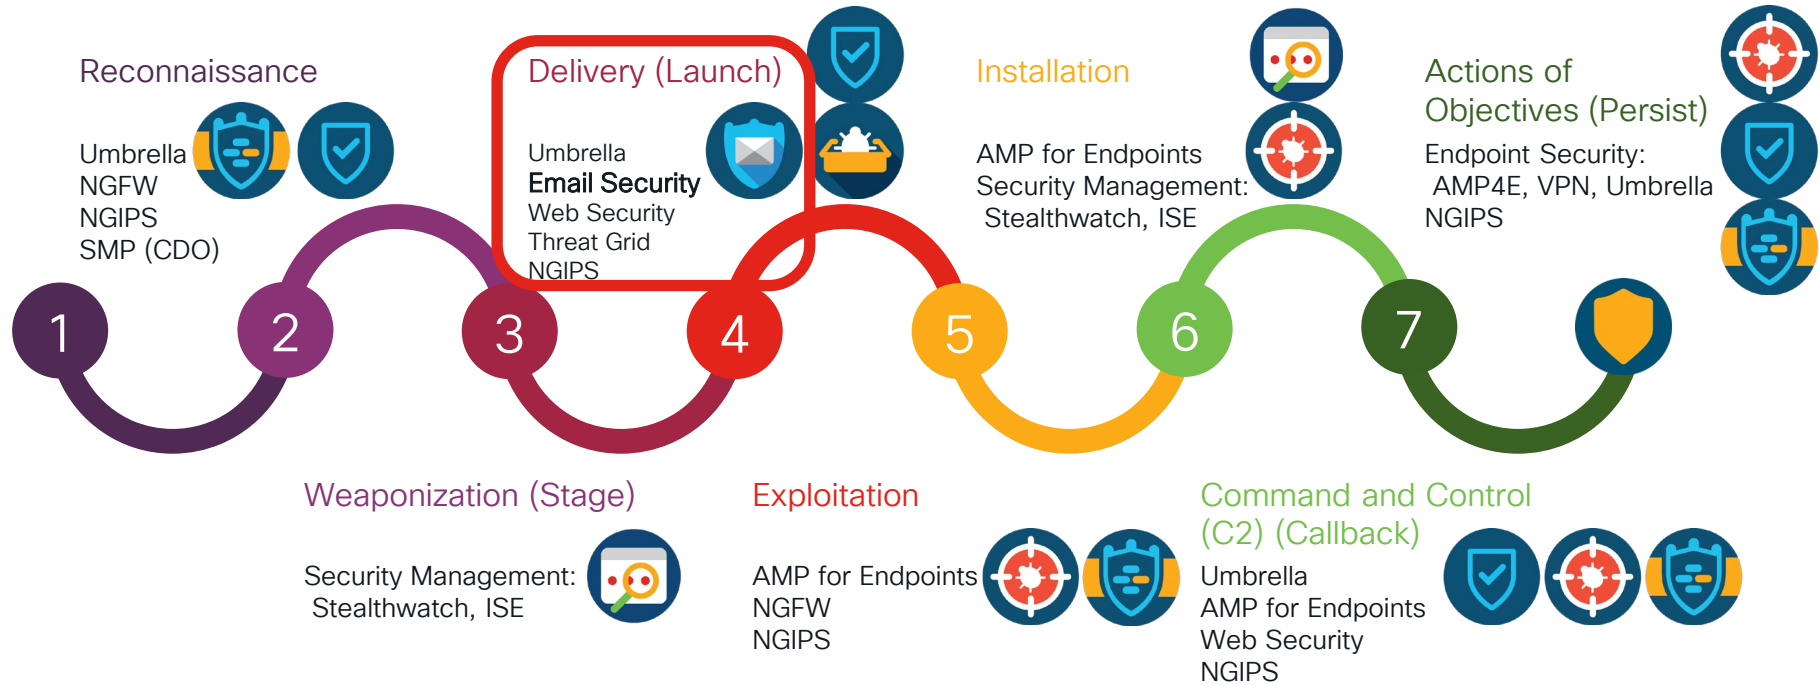 Reconnaissance
Umbrella
NGFW
NGIPS
SMP (CDO)
Delivery (Launch)
Umbrella
Email Security
Web Security
Threat Grid
NGIPS
Installation
AMP for Endpoints
Security Management:
Stealthwatch, ISE
Actions of
Objectives (Persist)
Endpoint Security:
AMP4E, VPN, Umbrella
NGIPS
1
2
3
4
5
6
7
Weaponization (Stage)
Security Management:
Stealthwatch, ISE
Exploitation
AMP for Endpoints
NGFW
NGIPS
Command and Control
(C2) (Callback)
Umbrella
AMP for Endpoints
Web Security
NGIPS